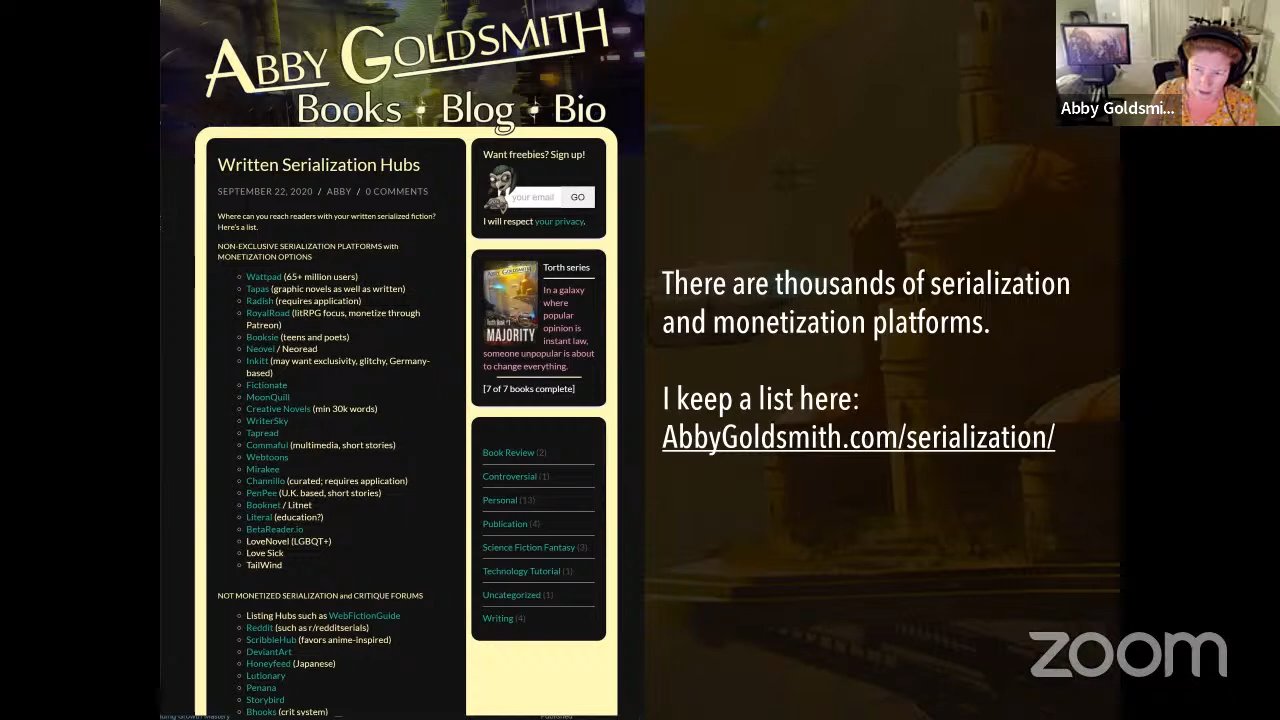 ABBY GOLDSMITH
Books • Blog • Bio
Written Serialization Hubs
SEPTEMBER 22, 2020 / ABBY / 0 COMMENTS
Where can you reach readers with your written serialized fiction?
Here's a list.
NON-EXCLUSIVE SERIALIZATION PLATFORMS with
MONETIZATION OPTIONS
Wattpad (65+ million users)
Tapas (graphic novels as well as written)
Radish (requires application)
RoyalRoad (litRPG focus, monetize through
Patreon)
Booksie (teens and poets)
Neovel / Neoread
Inkitt (may want exclusivity, glitchy, Germany-
based)
Fictionate
MoonQuill
Creative Novels (min 30k words)
WriterSky
Tapread
Commaful (multimedia, short stories)
Webtoons
Mirakee
Channillo (curated; requires application)
PenPee (U.K. based, short stories)
Booknet / Litnet
Literal (education?)
BetaReader.io
LoveNovel (LGBQT+)
Love Sick
TailWind
NOT MONETIZED SERIALIZATION and CRITIQUE FORUMS
Listing Hubs such as WebFictionGuide
Reddit (such as r/redditserials)
ScribbleHub (favors anime-inspired)
DeviantArt
Honeyfeed (Japanese)
Lutionary
Penana
Storybird
Bhooks (crit system)
Want freebies? Sign up!
your email GO
I will respect your privacy.
ABBY GOLDSMITH
MAJORITY
Torth series
In a galaxy
where
popular
opinion is
instant law,
someone unpopular is about
to change everything.
[7 of 7 books complete]
Book Review (2)
Controversial (1)
Personal (13)
Publication (4)
Science Fiction Fantasy (3)
Technology Tutorial (1)
Uncategorized (1)
Writing (4)
There are thousands of serialization
and monetization platforms.
I keep a list here:
AbbyGoldsmith.com/serialization/
Abby Goldsmi...
zoom